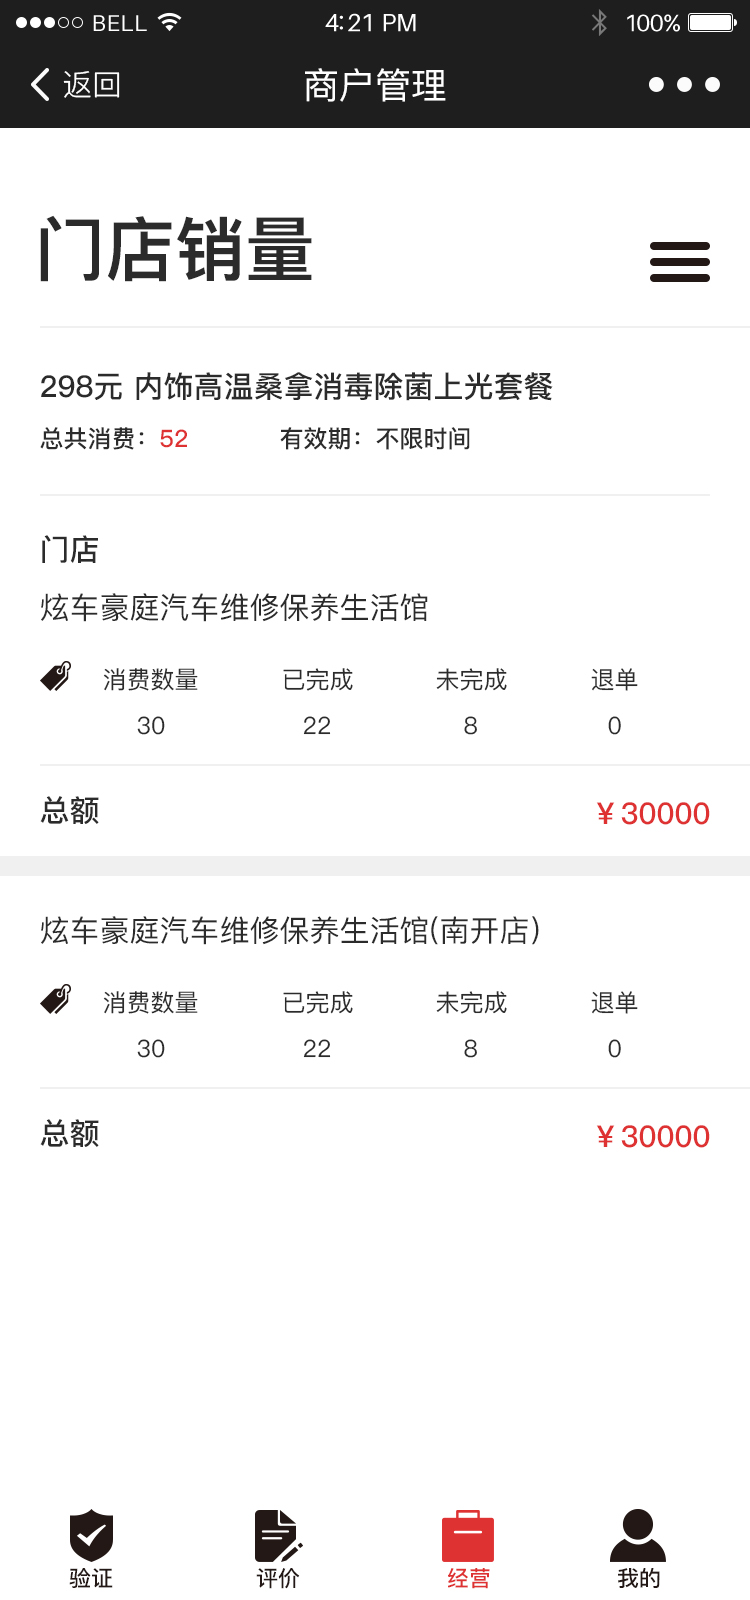 BELL 4:21 PM 100%
返回 商户管理
门店销量
298元 内饰高温桑拿消毒除菌上光套餐
总共消费：52 有效期：不限时间
门店
炫车豪庭汽车维修保养生活馆
消费数量 已完成 未完成 退单
30 22 8 0
总额 ¥30000
炫车豪庭汽车维修保养生活馆(南开店)
消费数量 已完成 未完成 退单
30 22 8 0
总额 ¥30000
验证 评价 经营 我的